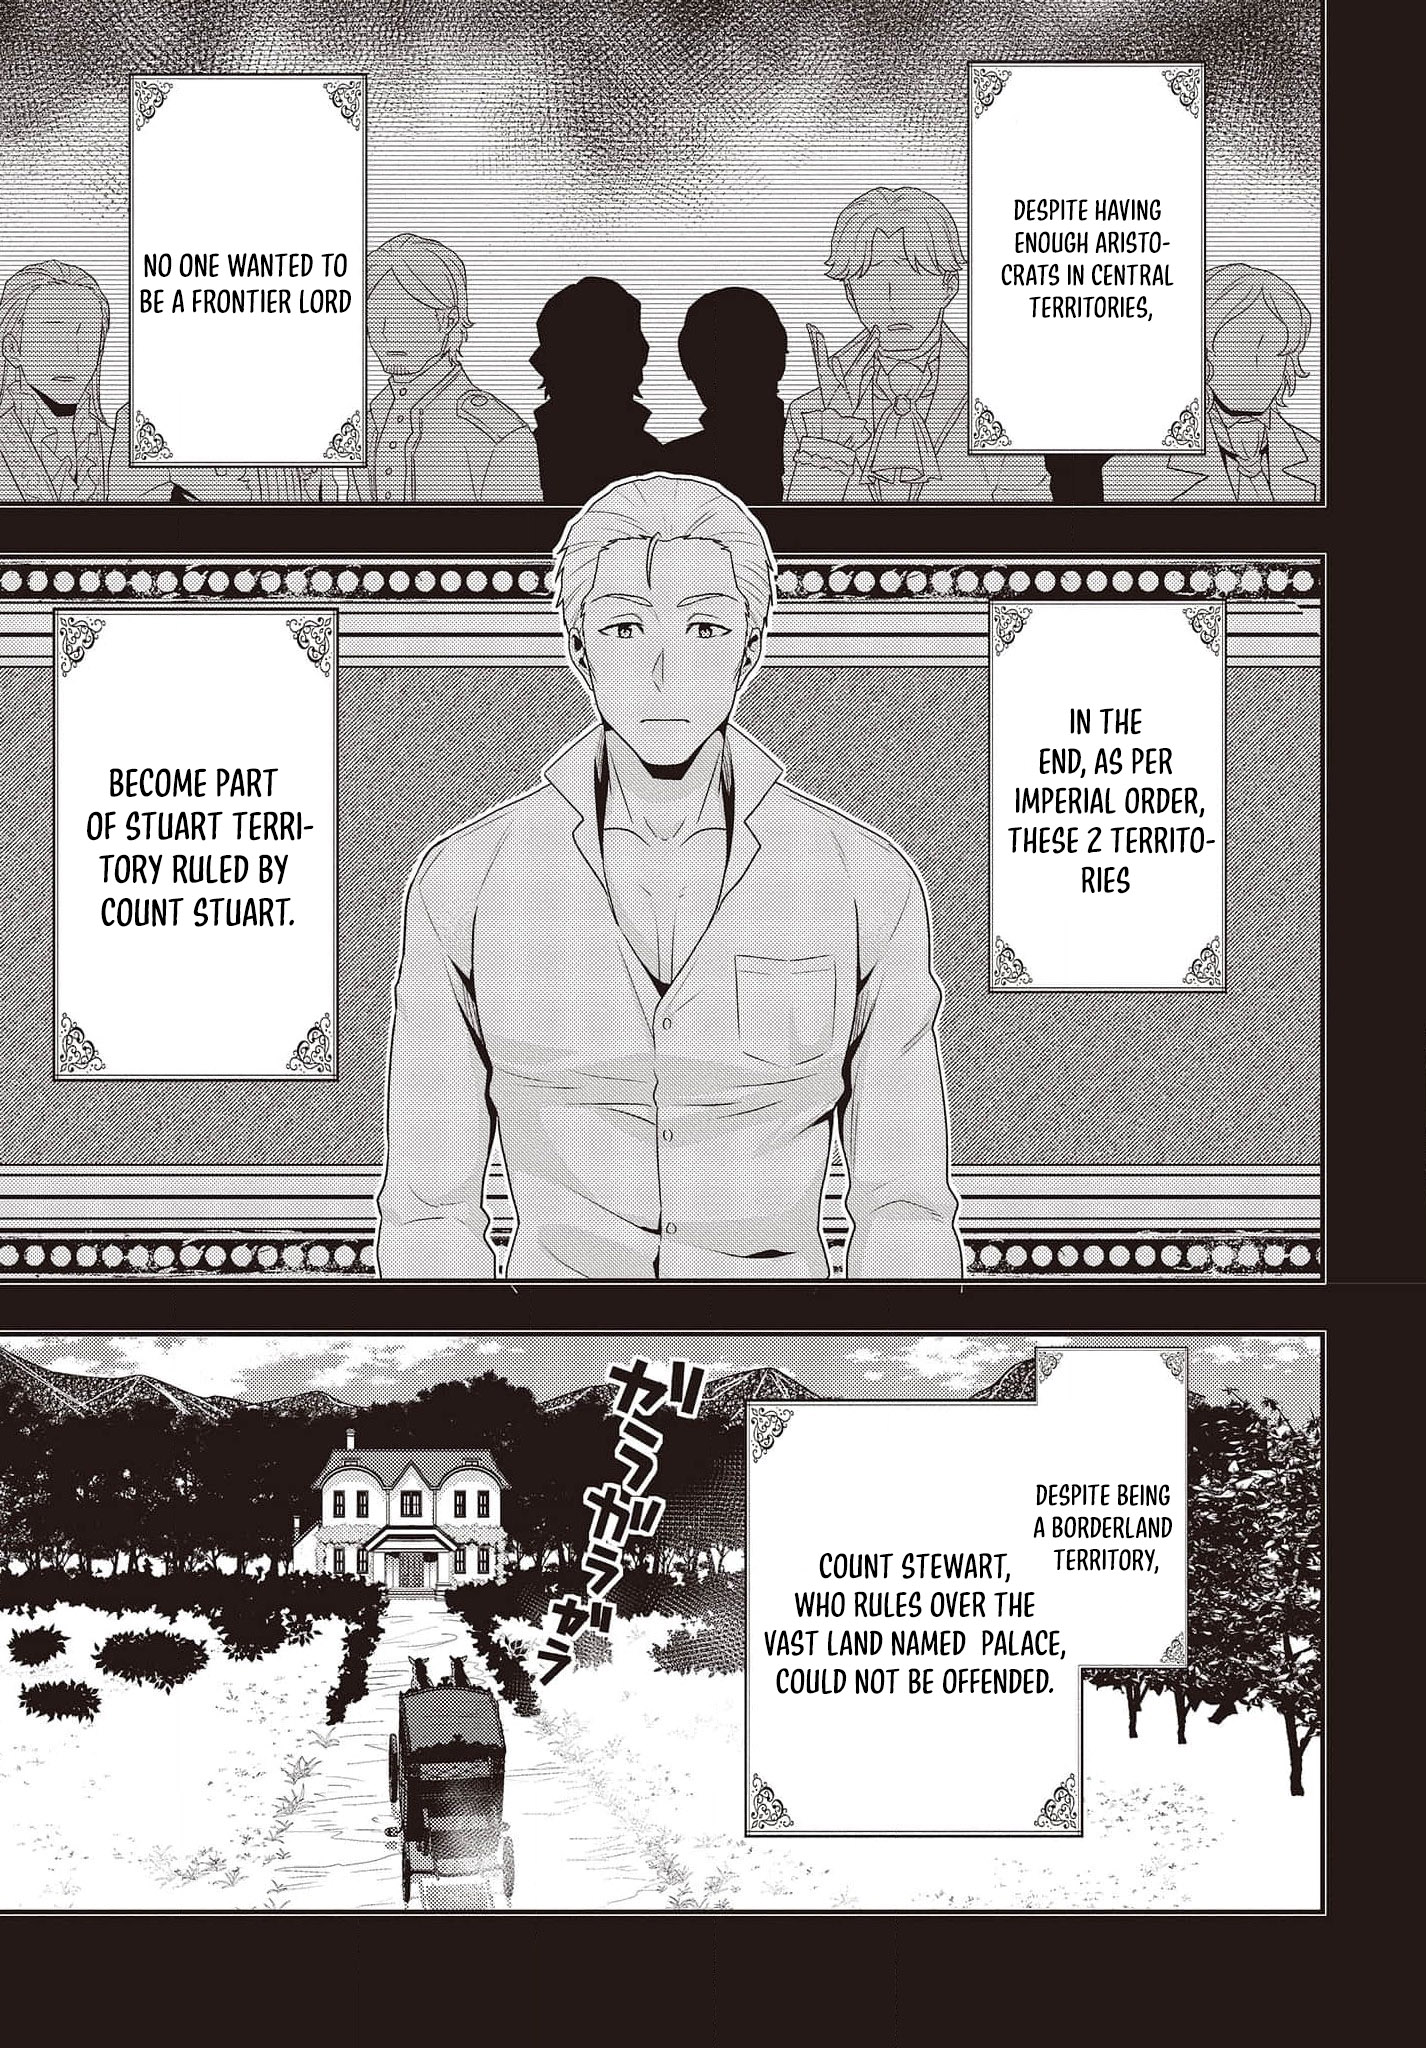 DESPITE HAVING
ENOUGH ARISTO-
CRATS IN CENTRAL
TERRITORIES,
NO ONE WANTED TO
BE A FRONTIER LORD
IN THE
END, AS PER
IMPERIAL ORDER,
THESE 2 TERRITO-
RIES
BECOME PART
OF STUART TERRI-
TORY RULED BY
COUNT STUART.
DESPITE BEING
A BORDERLAND
TERRITORY,
COUNT STEWART,
WHO RULES OVER THE
VAST LAND NAMED PALACE,
COULD NOT BE OFFENDED.
ガラガラガラ